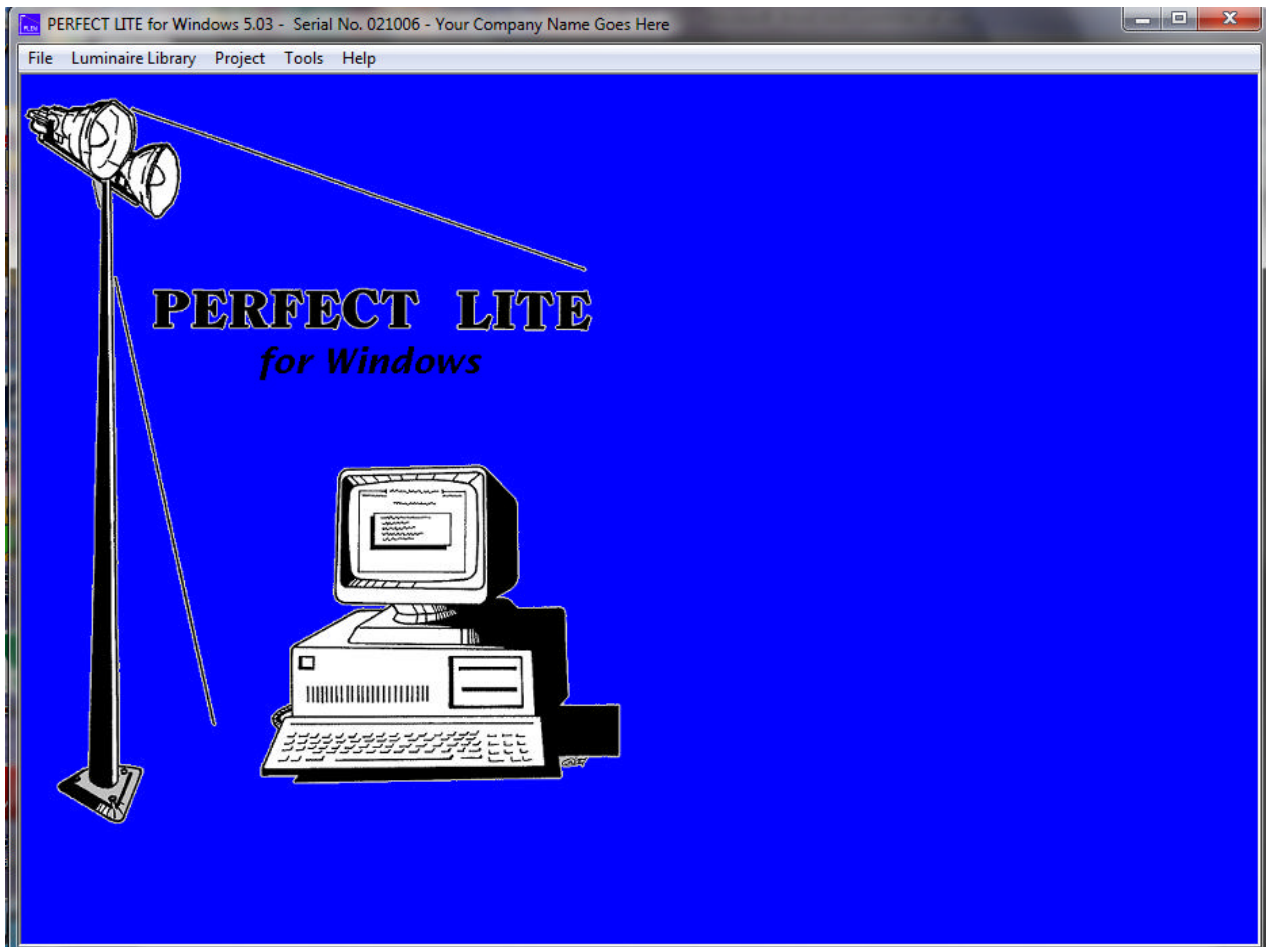 PERFECT LITE for Windows 5.03 - Serial No. 021006 - Your Company Name Goes Here
File Luminaire Library Project Tools Help
PERFECT LITE
for Windows